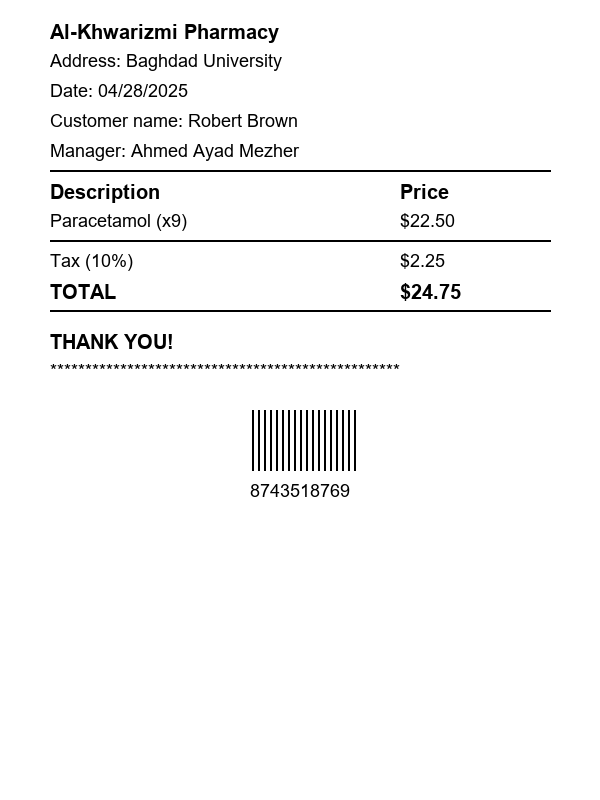 Al-Khwarizmi Pharmacy
Address: Baghdad University
Date: 04/28/2025
Customer name: Robert Brown
Manager: Ahmed Ayad Mezher
Description Price
Paracetamol (x9) $22.50
Tax (10%) $2.25
TOTAL $24.75
THANK YOU!
**************************************************
8743518769